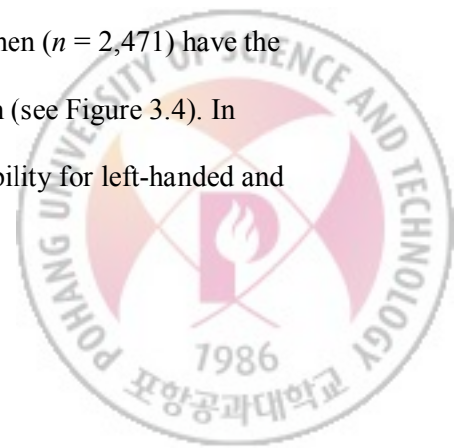 hen (n = 2,471) have the
(see Figure 3.4). In
bility for left-handed and
POHANG UNIVERSITY OF SCIENCE AND TECHNOLOGY
1986
포항공과대학교